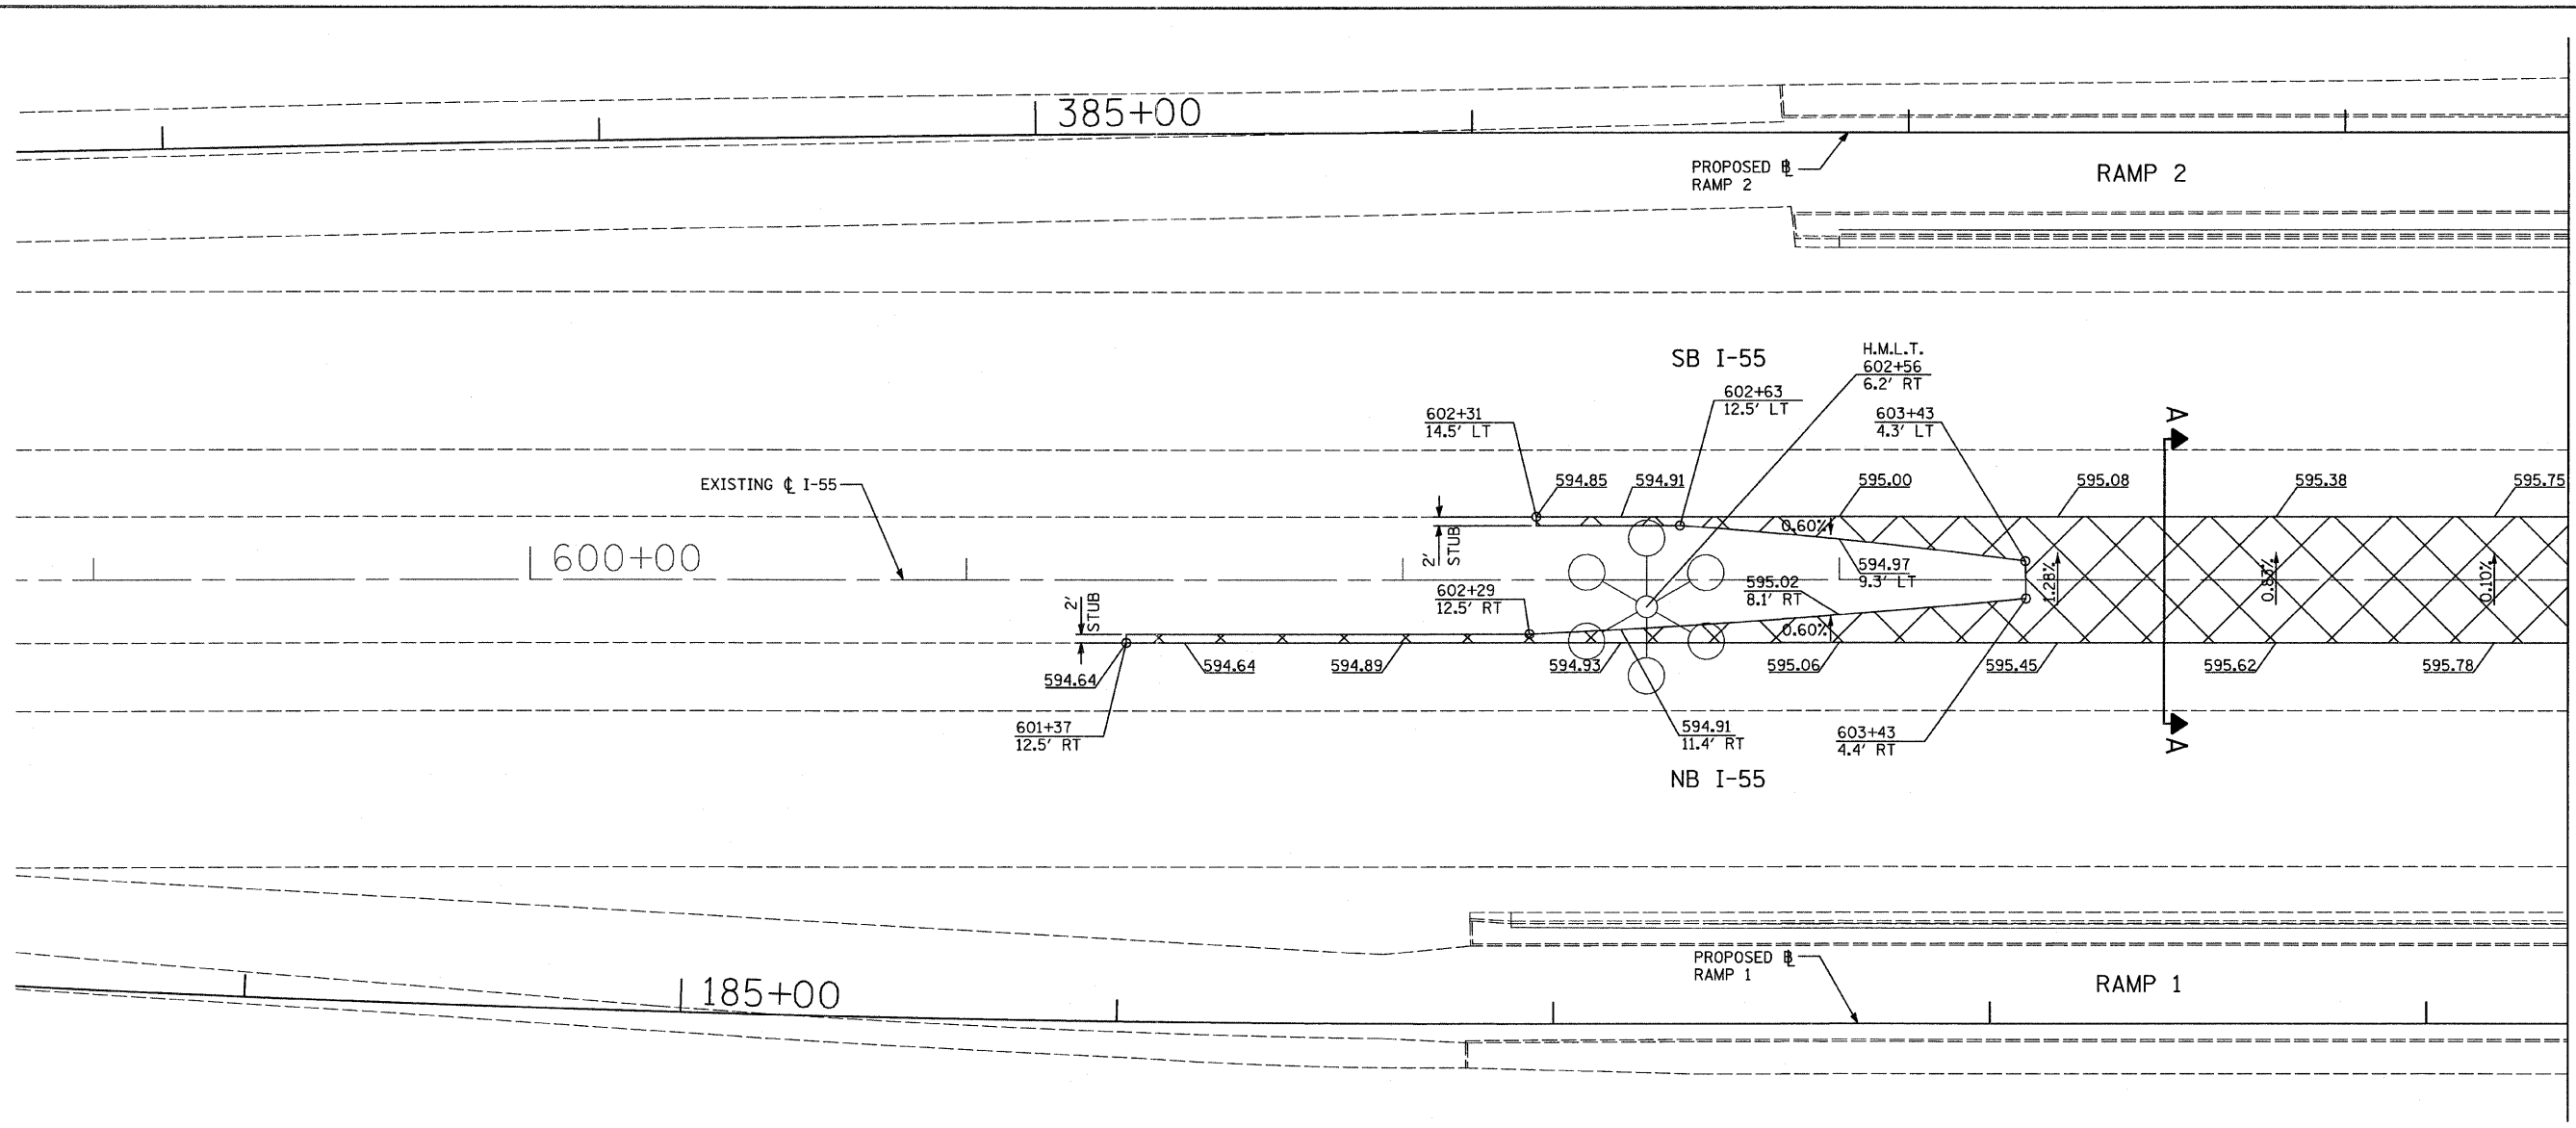 385+00
PROPOSED ⅊
RAMP 2
RAMP 2
SB I-55
H.M.L.T.
602+56
6.2' RT
602+63
12.5' LT
602+31
14.5' LT
603+43
4.3' LT
A
EXISTING ℄ I-55
594.85
594.91
595.00
595.08
595.38
595.75
2'
STUB
0.60%
600+00
594.97
9.3' LT
595.02
8.1' RT
1.28%
0.83%
0.10%
602+29
12.5' RT
2'
STUB
0.60%
594.64
594.64
594.89
594.93
595.06
595.45
595.62
595.78
601+37
12.5' RT
594.91
11.4' RT
603+43
4.4' RT
A
NB I-55
PROPOSED
RAMP 1
RAMP 1
185+00